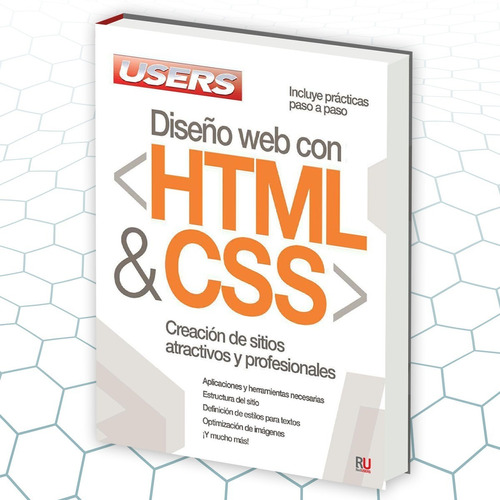 USERS
Incluye prácticas
paso a paso
Diseño web con
<HTML
& CSS>
Creación de sitios
atractivos y profesionales
Aplicaciones y herramientas necesarias
Estructura del sitio
Definición de estilos para textos
Optimización de imágenes
¡Y mucho más!
RU